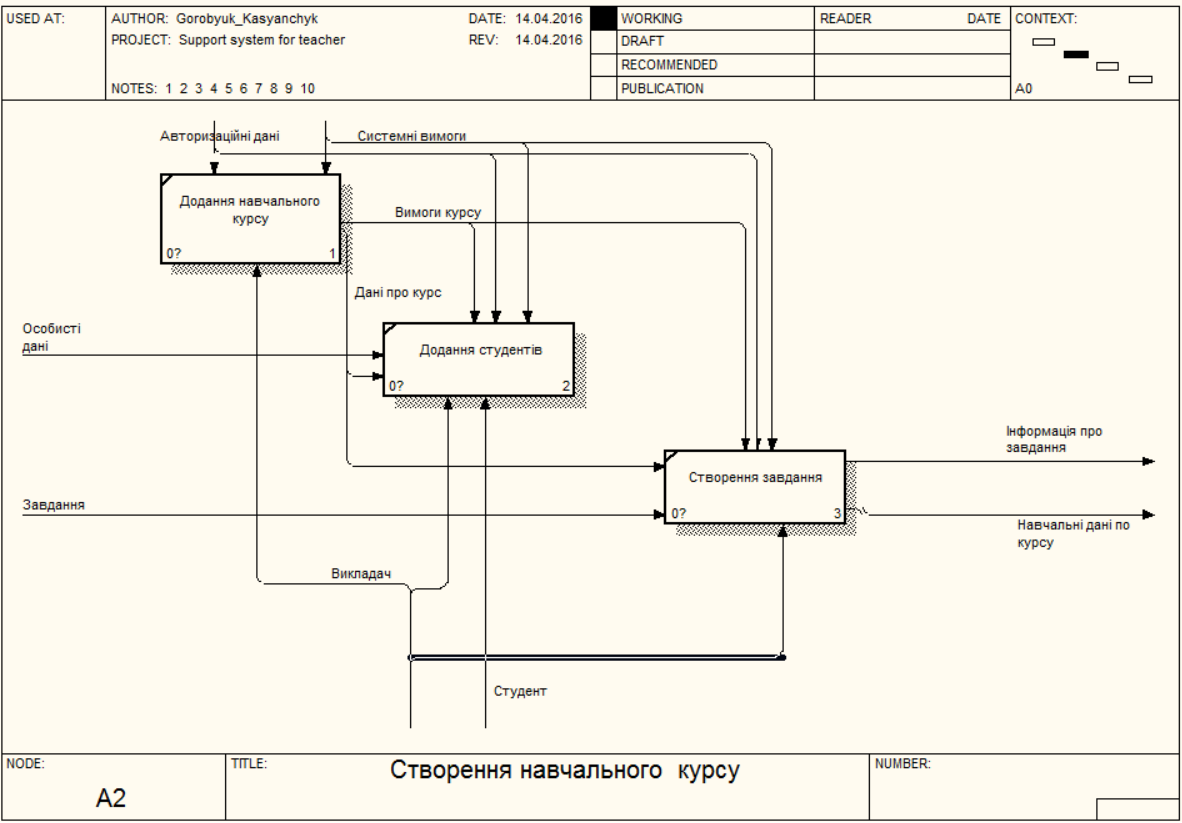 USED AT:
AUTHOR: Gorobyuk_Kasyanchyk
DATE: 14.04.2016
WORKING
READER
DATE
CONTEXT:
PROJECT: Support system for teacher
REV: 14.04.2016
DRAFT
RECOMMENDED
NOTES: 1 2 3 4 5 6 7 8 9 10
PUBLICATION
A0
Авторизаційні дані
Системні вимоги
Додання навчального
курсу
0?
1
Вимоги курсу
Дані про курс
Особисті
дані
Додання студентів
0?
2
Інформація про
завдання
Створення завдання
0?
3
Завдання
Навчальні дані по
курсу
Викладач
Студент
NODE:
A2
TITLE:
Створення навчального курсу
NUMBER: